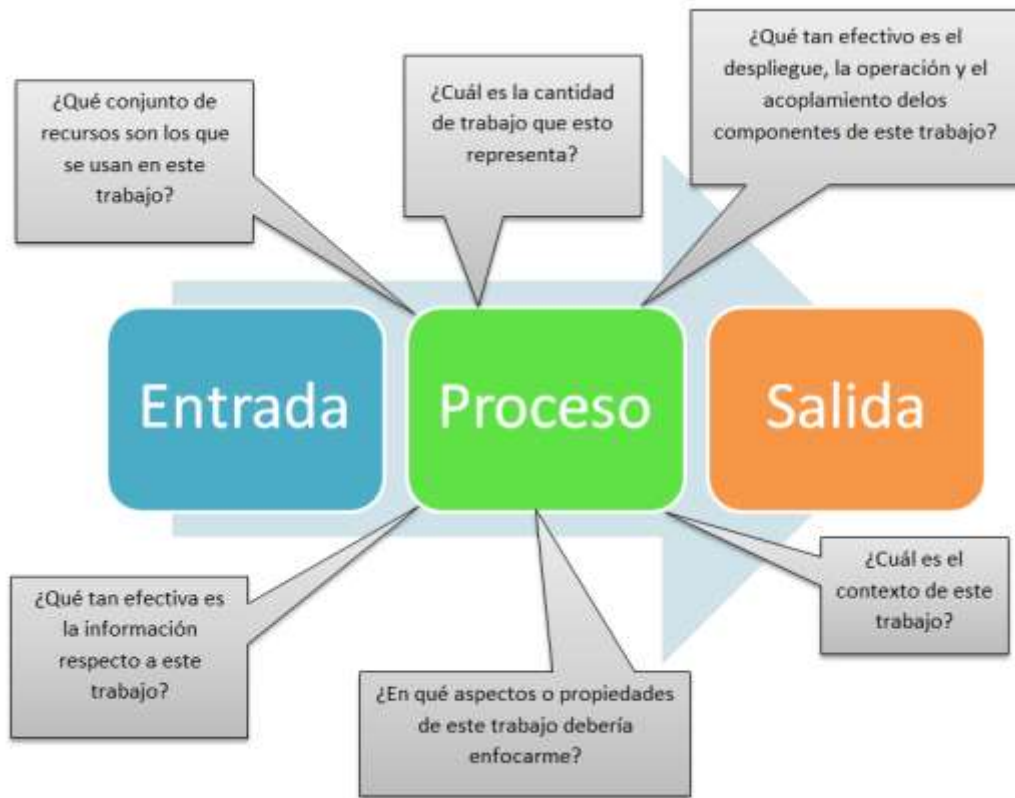 ¿Qué conjunto de
recursos son los que
se usan en este
trabajo?
¿Cuál es la cantidad
de trabajo que esto
representa?
¿Qué tan efectivo es el
despliegue, la operación y el
acoplamiento delos
componentes de este trabajo?
Entrada
Proceso
Salida
¿Qué tan efectiva es
la información
respecto a este
trabajo?
¿En qué aspectos o propiedades
de este trabajo debería
enfocarme?
¿Cuál es el
contexto de este
trabajo?